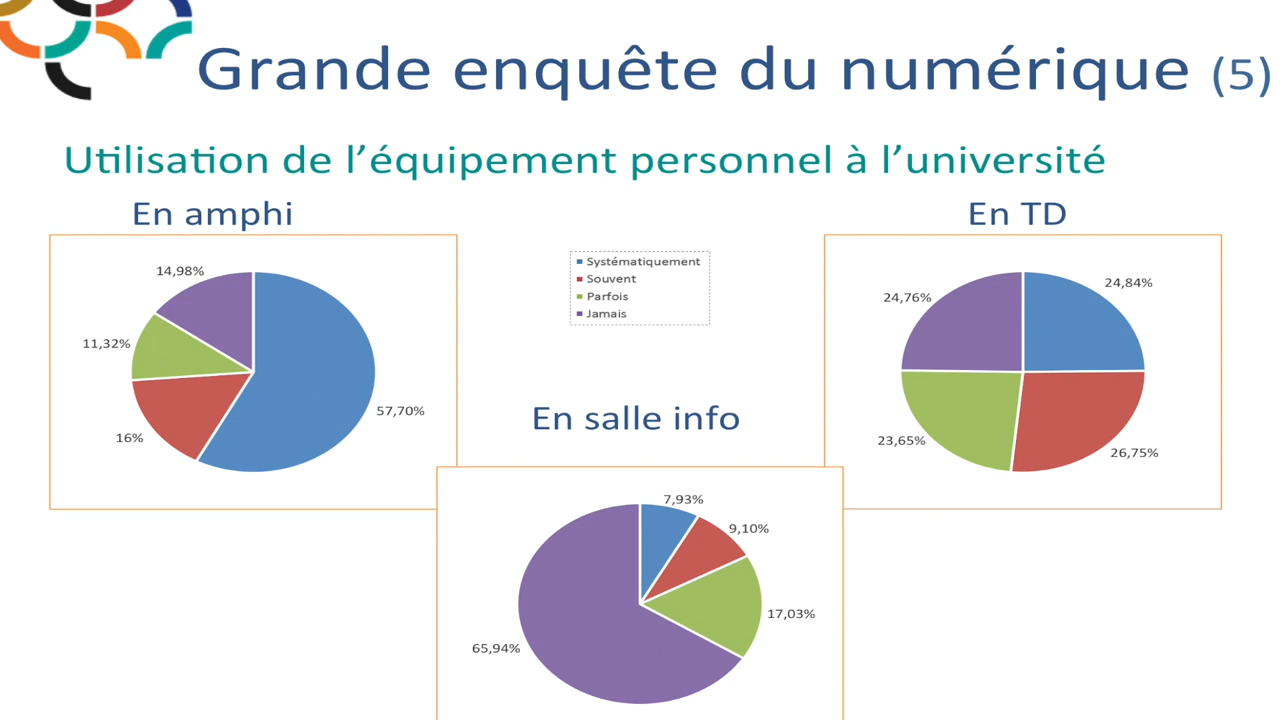 Grande enquête du numérique (5)
Utilisation de l’équipement personnel à l’université
En amphi
14,98%
11,32%
16%
57,70%
Systématiquement
Souvent
Parfois
Jamais
En TD
24,76%
24,84%
23,65%
26,75%
En salle info
7,93%
9,10%
17,03%
65,94%